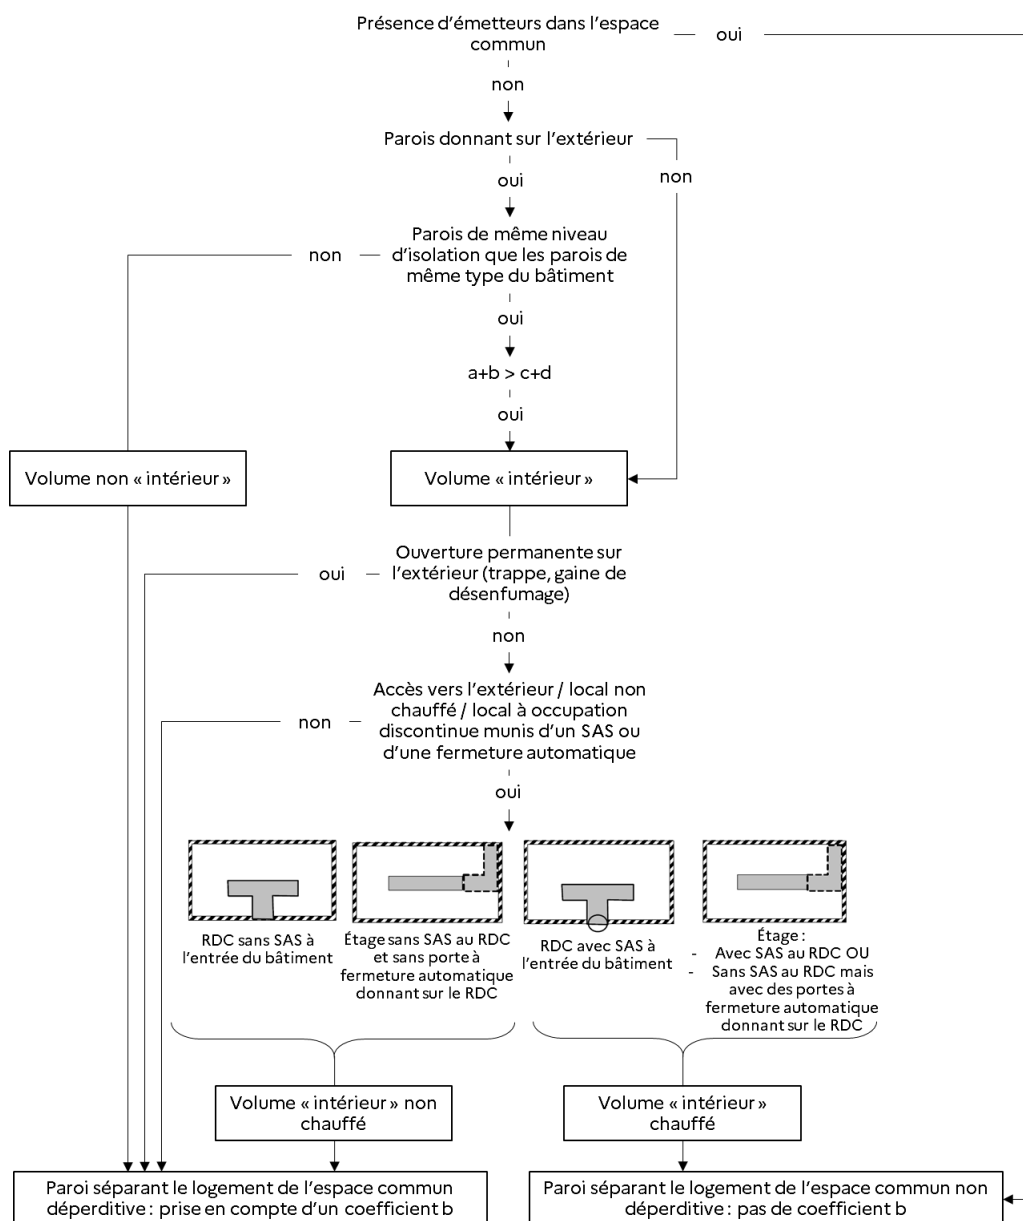 Présence d’émetteurs dans l’espace
commun
oui
non
Parois donnant sur l’extérieur
non
oui
Parois de même niveau
d’isolation que les parois de
même type du bâtiment
non
oui
a+b > c+d
oui
Volume non « intérieur »
Volume « intérieur »
Ouverture permanente sur
l’extérieur (trappe, gaine de
désenfumage)
oui
non
Accès vers l’extérieur / local non
chauffé / local à occupation
discontinue munis d’un SAS ou
d’une fermeture automatique
non
oui
RDC sans SAS à
l’entrée du bâtiment
Étage sans SAS au RDC
et sans porte à
fermeture automatique
donnant sur le RDC
RDC avec SAS à
l’entrée du bâtiment
Étage :
- Avec SAS au RDC OU
- Sans SAS au RDC mais
avec des portes à
fermeture automatique
donnant sur le RDC
Volume « intérieur » non
chauffé
Volume « intérieur »
chauffé
Paroi séparant le logement de l’espace commun
déperditive : prise en compte d’un coefficient b
Paroi séparant le logement de l’espace commun non
déperditive : pas de coefficient b